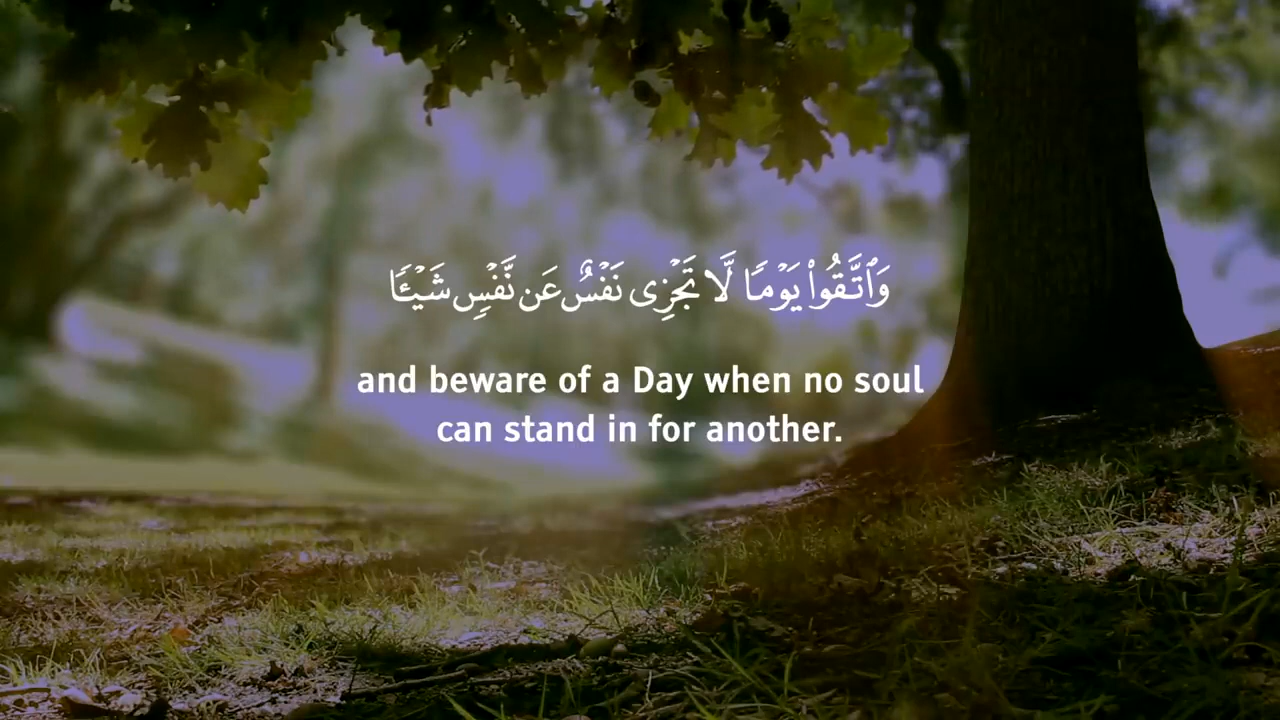 وَٱتَّقُوا۟ يَوْمًا لَّا تَجْزِى نَفْسٌ عَن نَّفْسٍ شَيْـًٔا
and beware of a Day when no soul
can stand in for another.